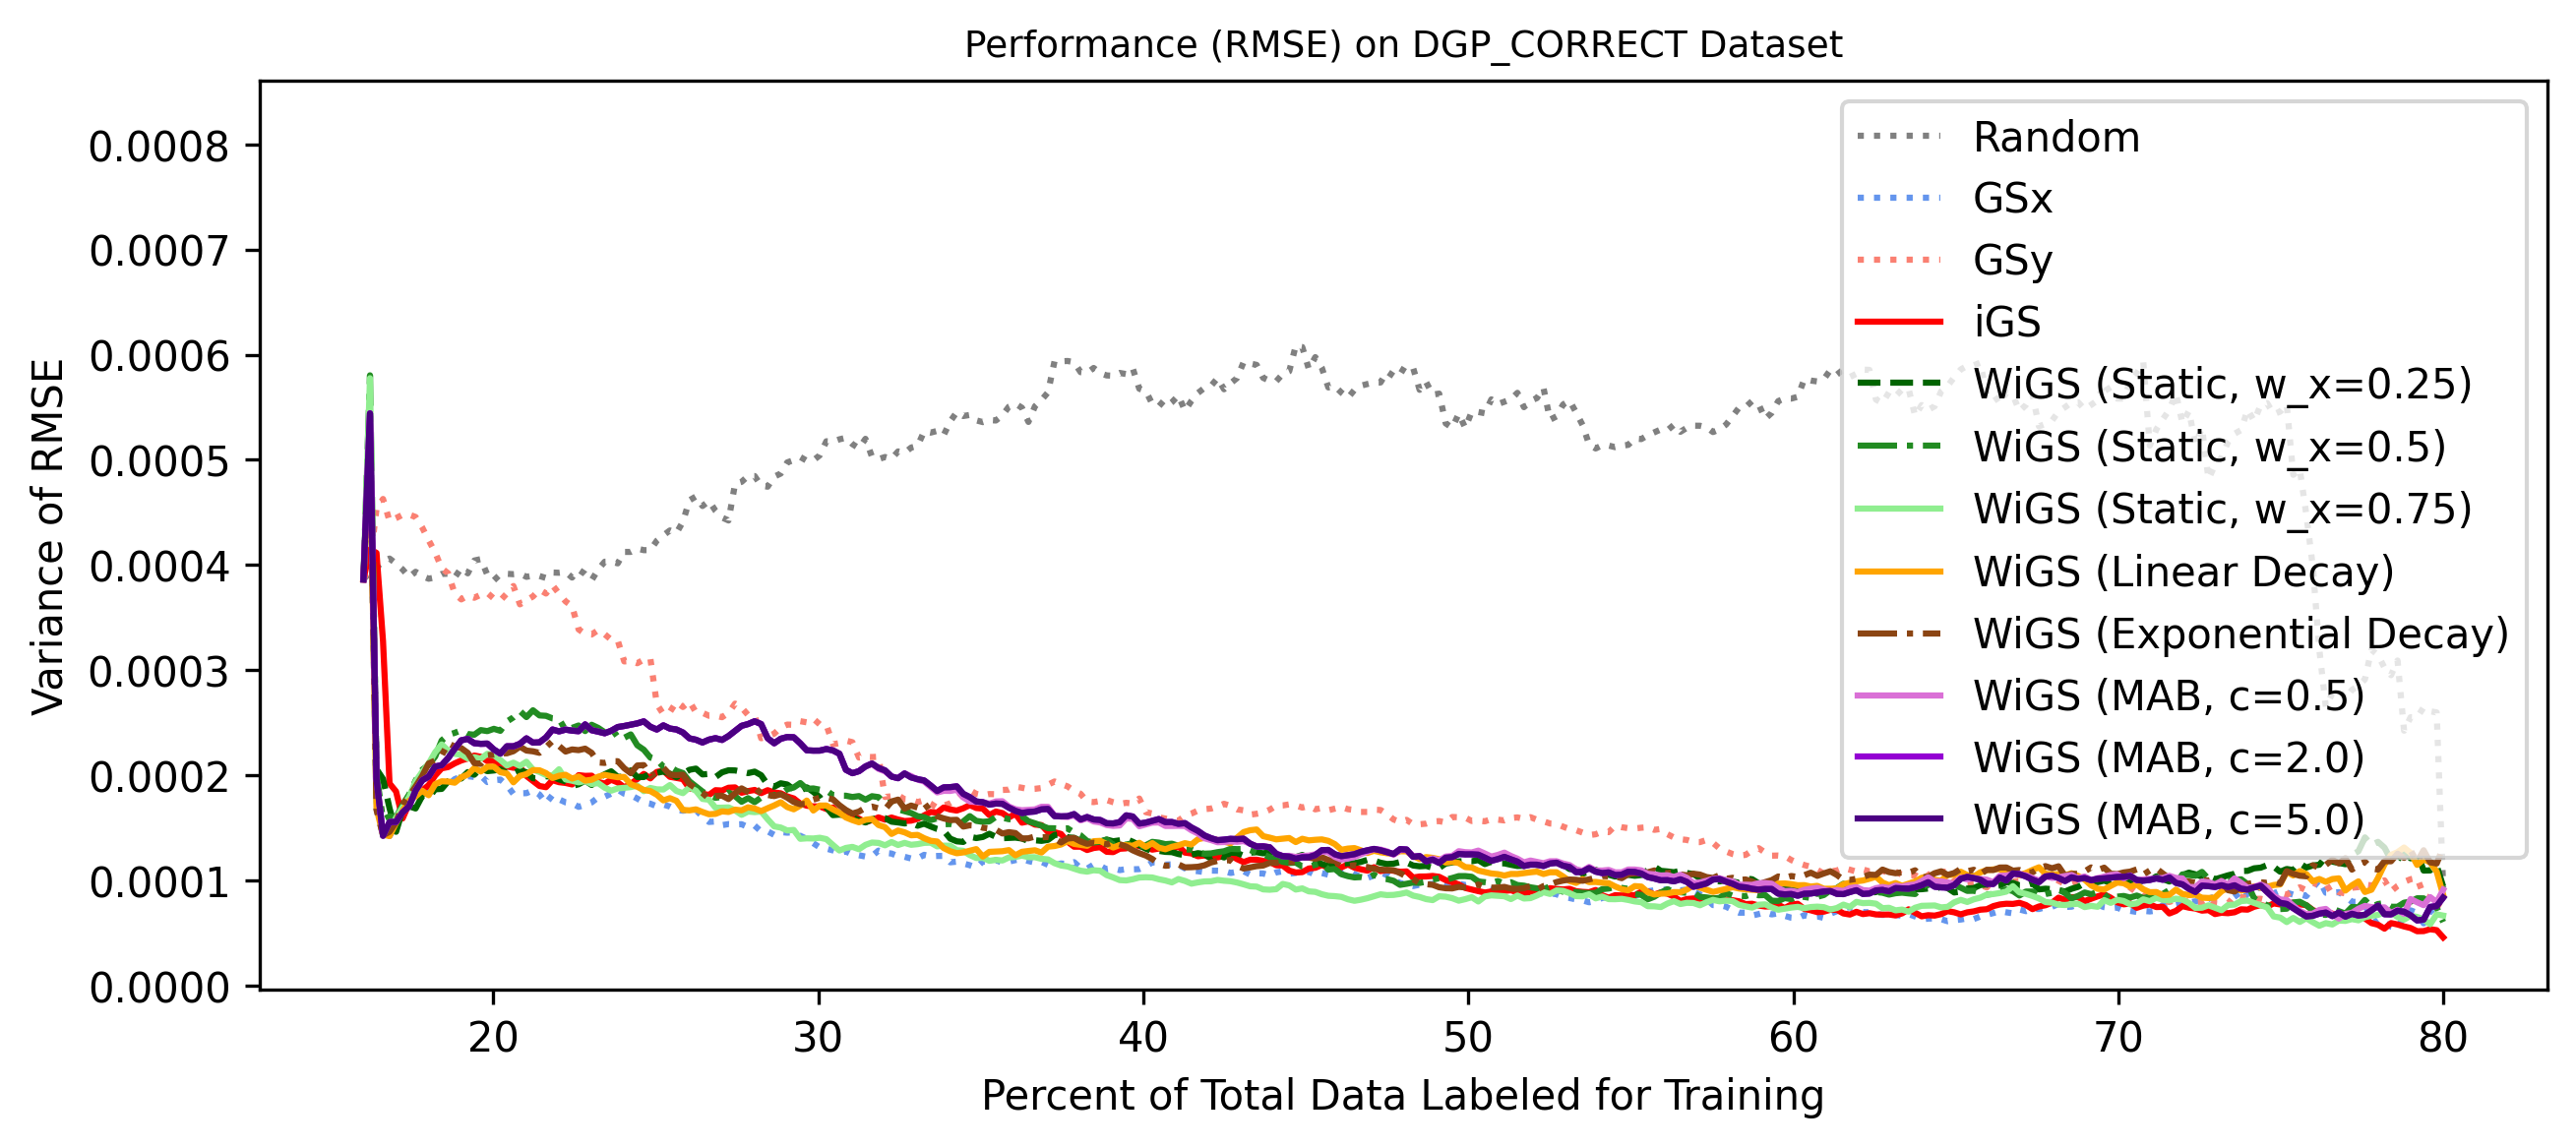 Performance (RMSE) on DGP_CORRECT Dataset
Variance of RMSE
0.0008
0.0007
0.0006
0.0005
0.0004
0.0003
0.0002
0.0001
0.0000
Random
GSx
GSy
iGS
WiGS (Static, w_x=0.25)
WiGS (Static, w_x=0.5)
WiGS (Static, w_x=0.75)
WiGS (Linear Decay)
WiGS (Exponential Decay)
WiGS (MAB, c=0.5)
WiGS (MAB, c=2.0)
WiGS (MAB, c=5.0)
20 30 40 50 60 70 80
Percent of Total Data Labeled for Training